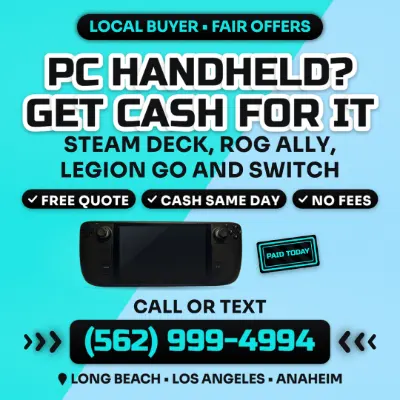 LOCAL BUYER • FAIR OFFERS
PC HANDHELD?
GET CASH FOR IT
STEAM DECK, ROG ALLY,
LEGION GO AND SWITCH
✓ FREE QUOTE ✓ CASH SAME DAY ✓ NO FEES
PAID TODAY
CALL OR TEXT
(562) 999-4994
LONG BEACH • LOS ANGELES • ANAHEIM